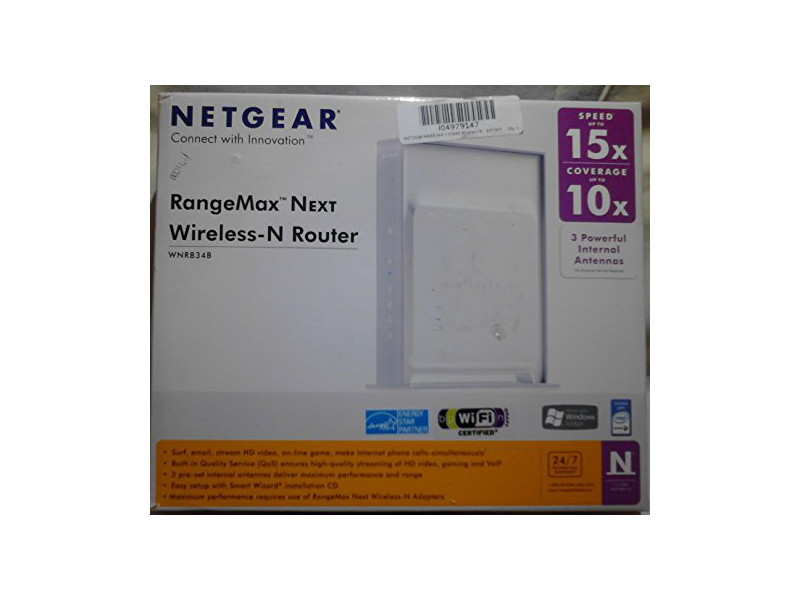 NETGEAR®
Connect with Innovation™
I04979147
SPEED
UP TO
15x
COVERAGE
UP TO
10x
RangeMax™ NEXT
Wireless-N Router
WNR834B
3 Powerful
Internal
Antennas
ENERGY
STAR
PARTNER
b WiFi n
CERTIFIED
Windows
Vista
• Surf, email, stream HD video, on-line game, make Internet phone calls-simultaneously
• Built-in Quality Service (QoS) ensures high-quality streaming of HD video, gaming and VoIP
• 3 pre-set internal antennas deliver maximum performance and range
• Easy setup with Smart Wizard® installation CD
• Maximum performance requires use of RangeMax Next Wireless-N Adapters
24/7
N